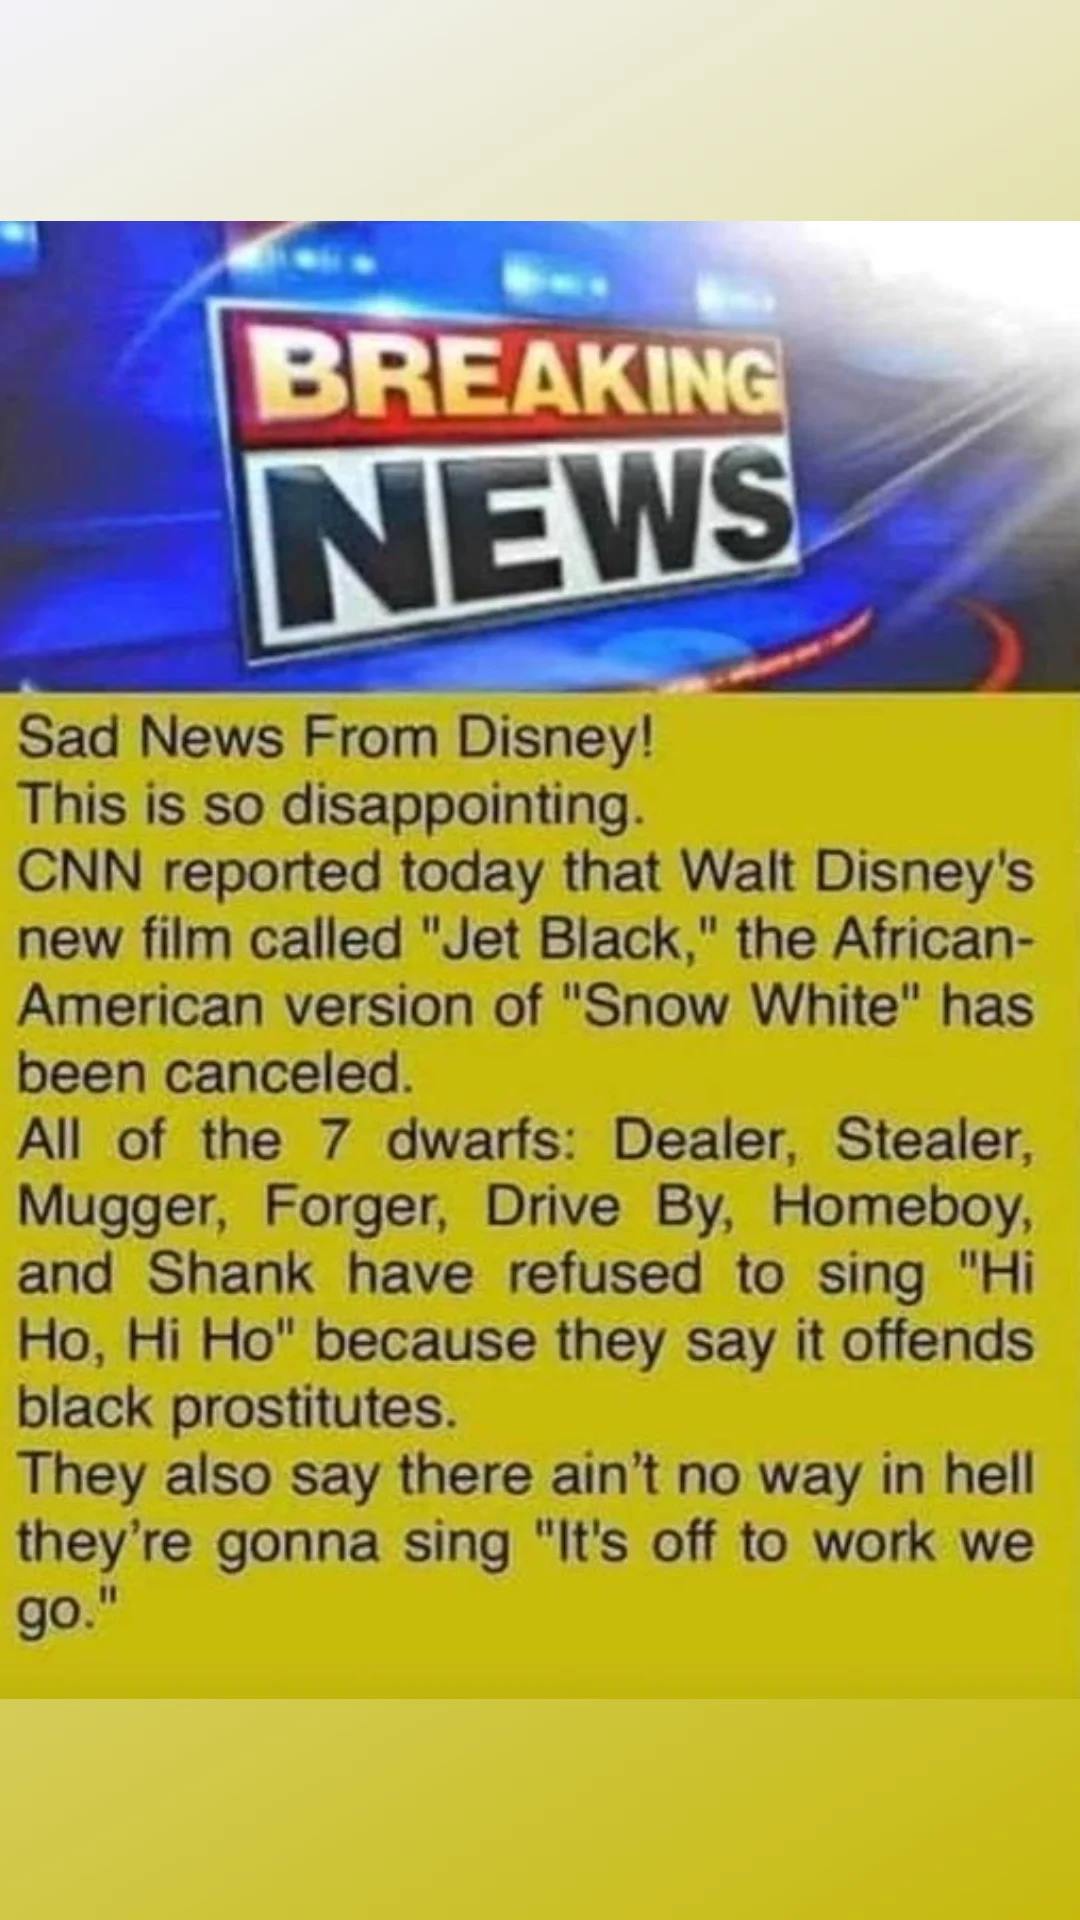 BREAKING
NEWS
Sad News From Disney!
This is so disappointing.
CNN reported today that Walt Disney's
new film called "Jet Black," the African-
American version of "Snow White" has
been canceled.
All of the 7 dwarfs: Dealer, Stealer,
Mugger, Forger, Drive By, Homeboy,
and Shank have refused to sing "Hi
Ho, Hi Ho" because they say it offends
black prostitutes.
They also say there ain’t no way in hell
they’re gonna sing "It's off to work we
go."